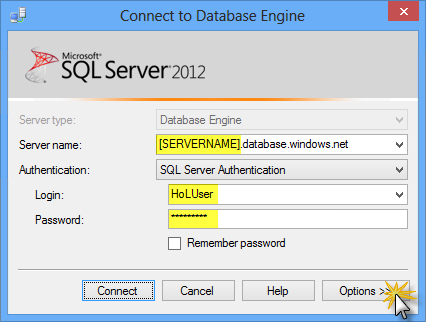 Connect to Database Engine
Microsoft
SQL Server 2012
Server type: Database Engine
Server name: [SERVERNAME].database.windows.net
Authentication: SQL Server Authentication
Login: HoLUser
Password: *********
Remember password
Connect Cancel Help Options >>